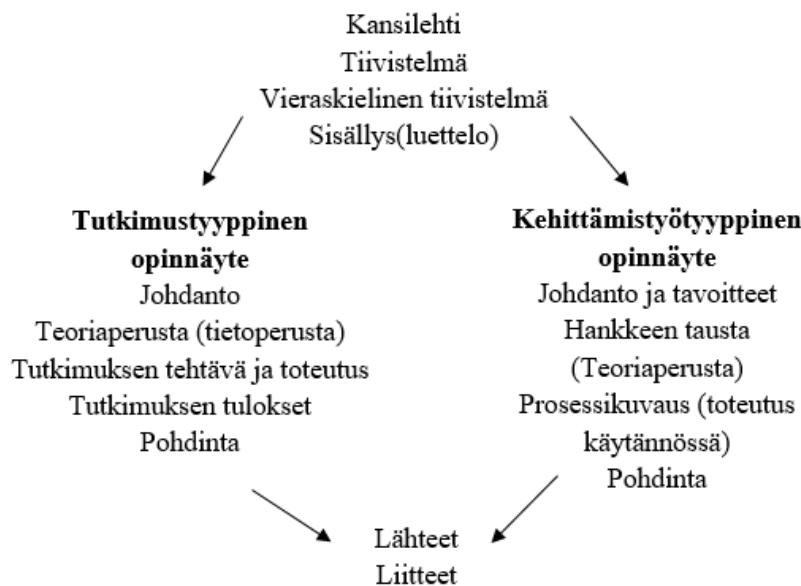 Kansilehti
Tiivistelmä
Vieraskielinen tiivistelmä
Sisällys(luettelo)
Tutkimustyyppinen
opinnäyte
Johdanto
Teoriaperusta (tietoperusta)
Tutkimuksen tehtävä ja toteutus
Tutkimuksen tulokset
Pohdinta
Kehittämistyötyyppinen
opinnäyte
Johdanto ja tavoitteet
Hankkeen tausta
(Teoriaperusta)
Prosessikuvaus (toteutus
käytännössä)
Pohdinta
Lähteet
Liitteet